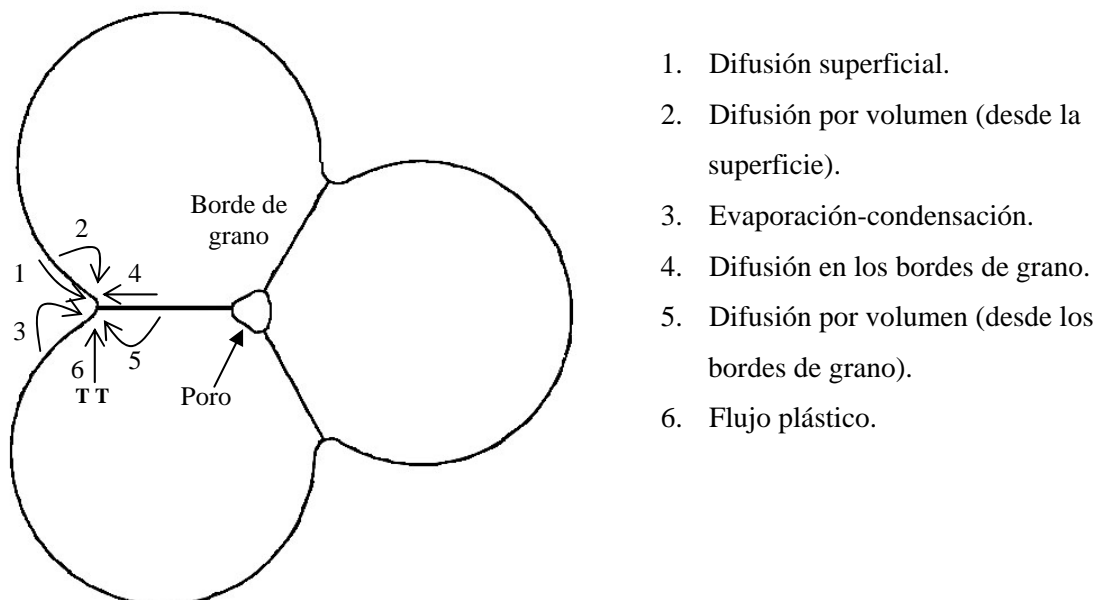 Borde de
grano
2
1
4
3
5
6
T T
Poro
1. Difusión superficial.
2. Difusión por volumen (desde la
superficie).
3. Evaporación-condensación.
4. Difusión en los bordes de grano.
5. Difusión por volumen (desde los
bordes de grano).
6. Flujo plástico.